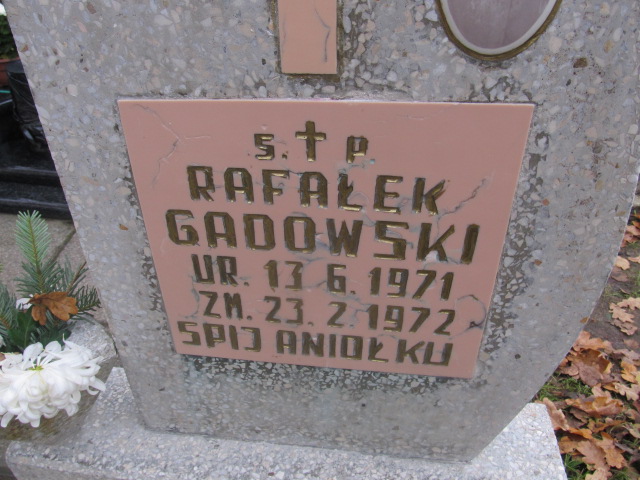 ś. † p
RAFAŁEK
GADOWSKI
UR. 13. 6. 1971
ZM. 23. 2. 1972
ŚPIJ ANIOŁKU